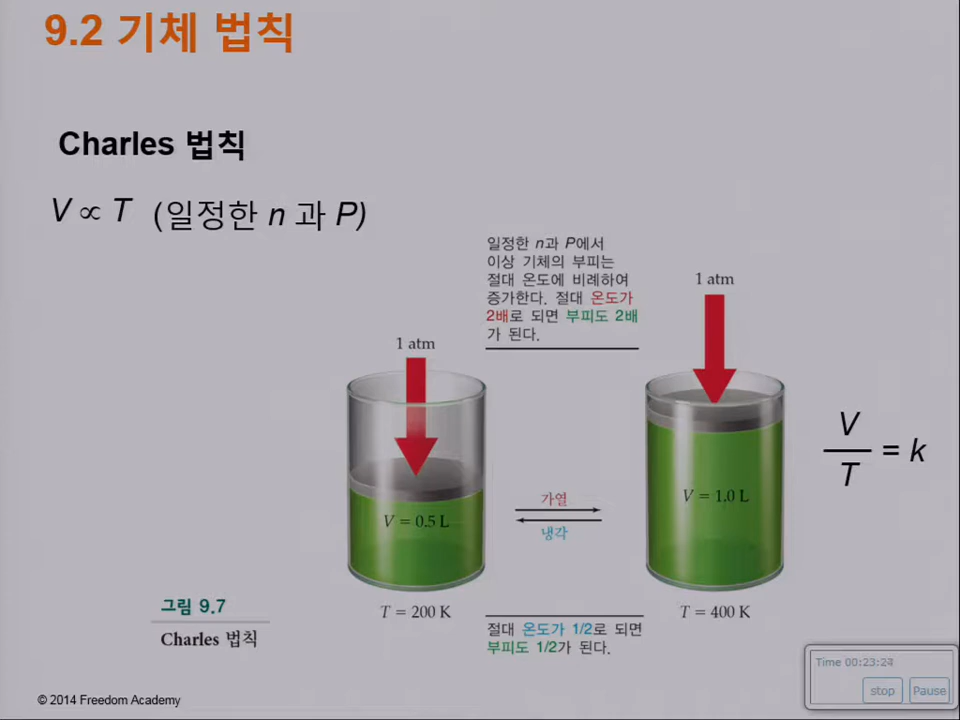 9.2 기체 법칙
Charles 법칙
V ∝ T (일정한 n 과 P)
일정한 n과 P에서
이상 기체의 부피는
절대 온도에 비례하여
증가한다. 절대 온도가
2배로 되면 부피도 2배
가 된다.
1 atm
1 atm
V = 0.5 L
가열
냉각
V = 1.0 L
V
T
= k
T = 200 K
T = 400 K
절대 온도가 1/2로 되면
부피도 1/2가 된다.
그림 9.7
Charles 법칙
© 2014 Freedom Academy
Time 00:23:24
stop
Pause